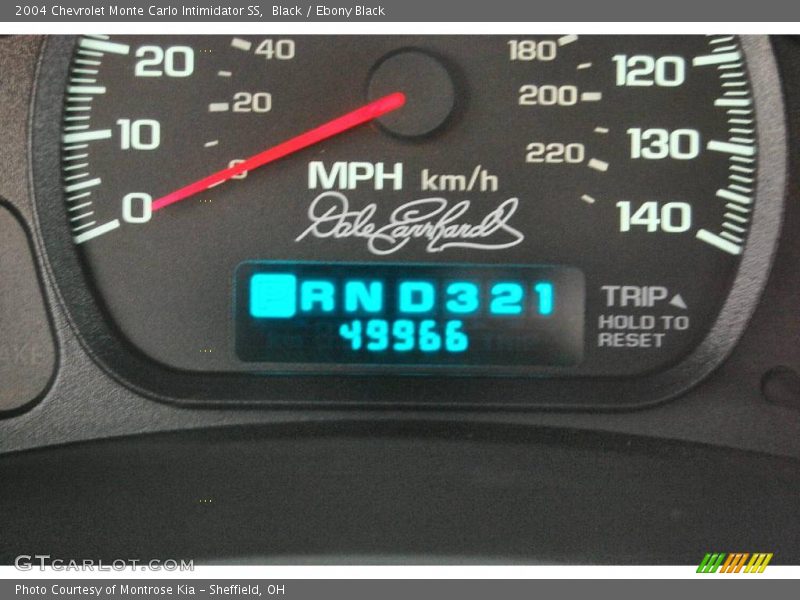 2004 Chevrolet Monte Carlo Intimidator SS, Black / Ebony Black
20 40 180 120
10 20 200 130
0 0 220 140
MPH km/h
Dale Earnhardt
P R N D 3 2 1
49966
TRIP
HOLD TO
RESET
GTcarlot.com
Photo Courtesy of Montrose Kia – Sheffield, OH